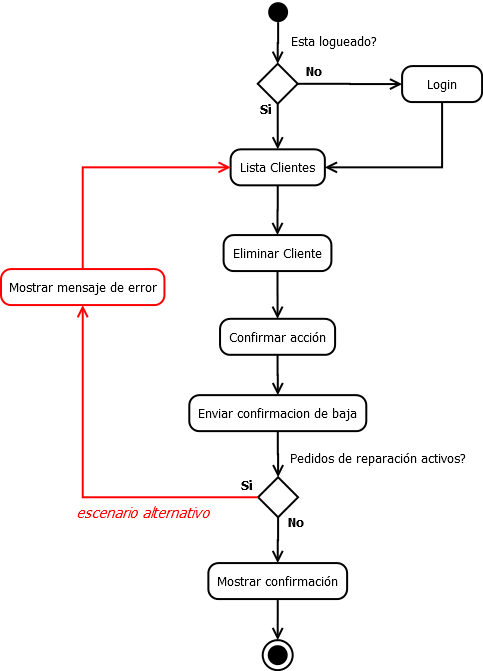 Esta logueado?
No
Login
Si
Lista Clientes
Eliminar Cliente
Mostrar mensaje de error
Confirmar acción
Enviar confirmacion de baja
Pedidos de reparación activos?
Si
escenario alternativo
No
Mostrar confirmación